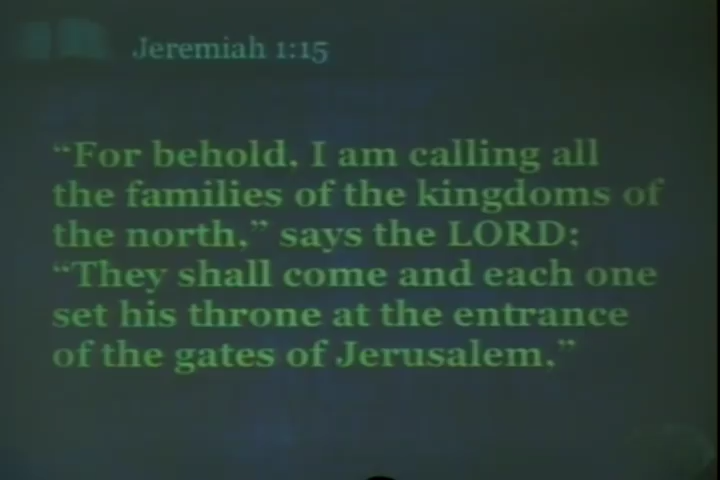 Jeremiah 1:15
“For behold, I am calling all
the families of the kingdoms of
the north,” says the LORD;
“They shall come and each one
set his throne at the entrance
of the gates of Jerusalem.”